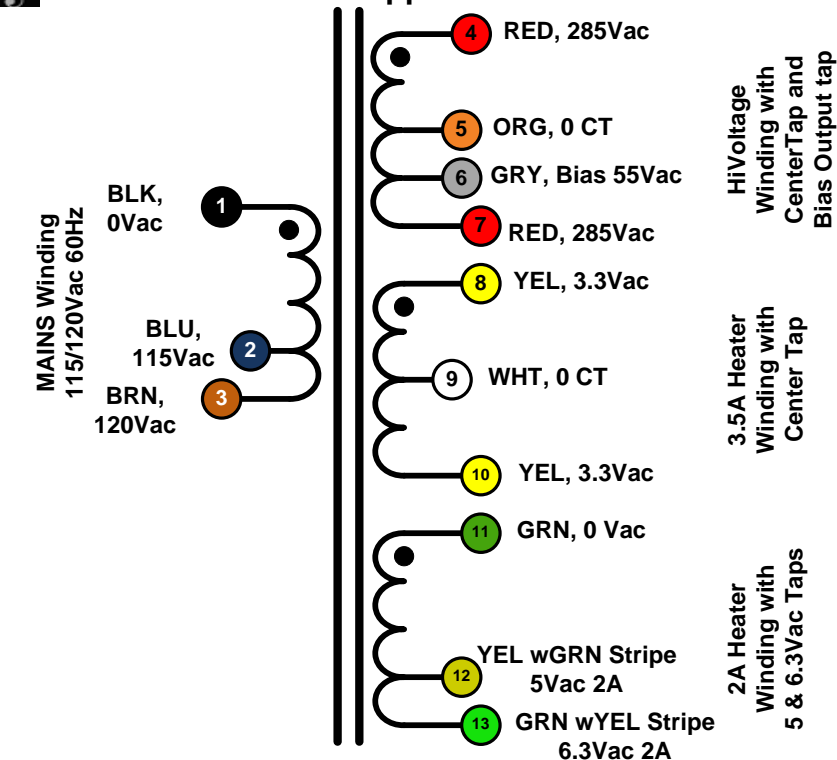 4
RED, 285Vac
5
ORG, 0 CT
6
GRY, Bias 55Vac
7
RED, 285Vac
HiVoltage
Winding with
CenterTap and
Bias Output tap
MAINS Winding
115/120Vac 60Hz
BLK,
0Vac
1
BLU,
115Vac
2
BRN,
120Vac
3
8
YEL, 3.3Vac
9
WHT, 0 CT
10
YEL, 3.3Vac
3.5A Heater
Winding with
Center Tap
11
GRN, 0 Vac
12
YEL wGRN Stripe
5Vac 2A
13
GRN wYEL Stripe
6.3Vac 2A
2A Heater
Winding with
5 & 6.3Vac Taps